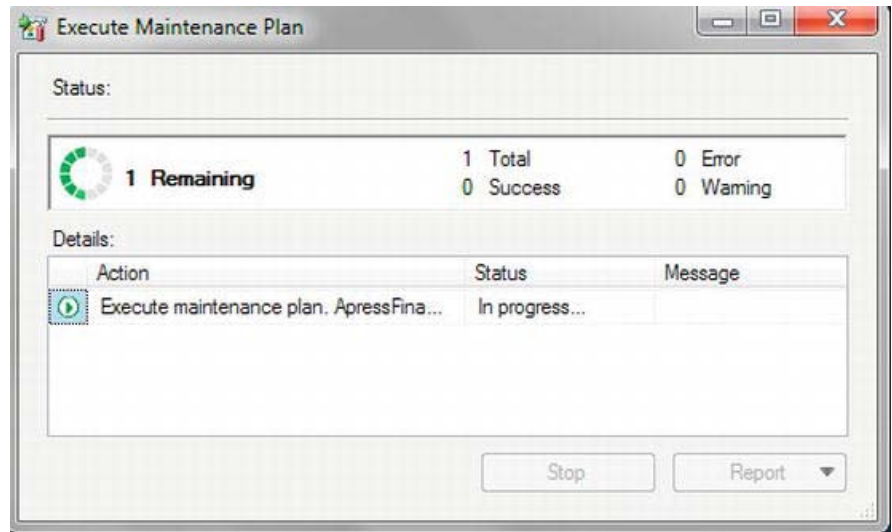 Execute Maintenance Plan
Status:
1 Remaining
1 Total
0 Success
0 Error
0 Warning
Details:
Action Status Message
Execute maintenance plan. ApressFina... In progress...
Stop Report